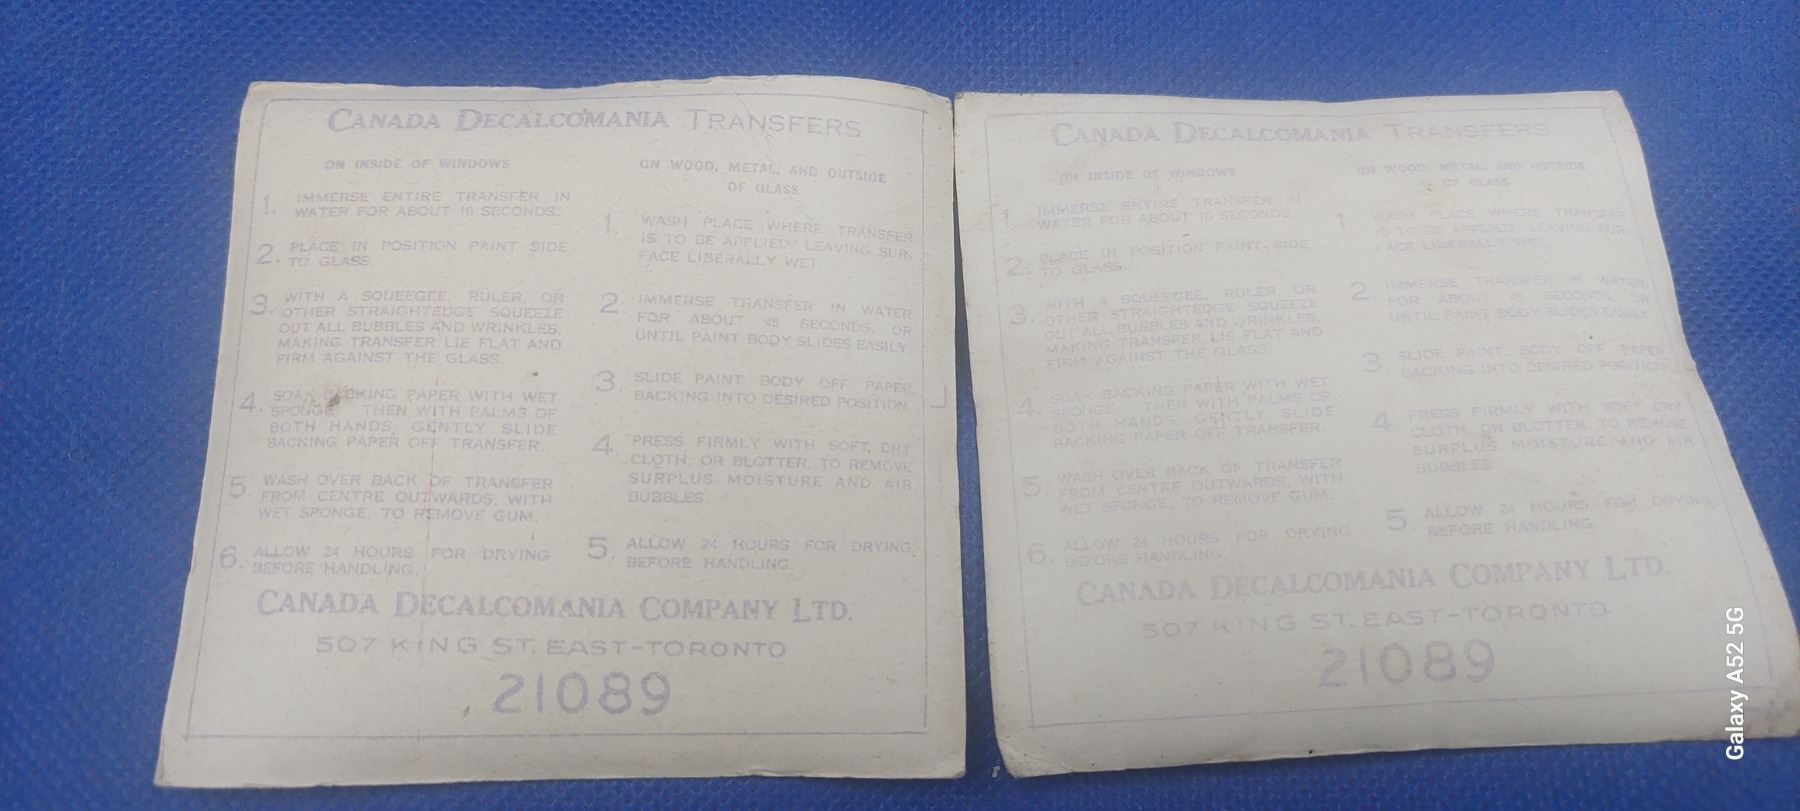 CANADA DECALCOMANIA TRANSFERS
ON INSIDE OF WINDOWS
1. IMMERSE ENTIRE TRANSFER IN
WATER FOR ABOUT 10 SECONDS.
2. PLACE IN POSITION PAINT SIDE
TO GLASS.
3. WITH A SQUEEGEE, RULER, OR
OTHER STRAIGHTEDGE SQUEEZE
OUT ALL BUBBLES AND WRINKLES,
MAKING TRANSFER LIE FLAT AND
FIRM AGAINST THE GLASS.
4. SOAK BACKING PAPER WITH WET
SPONGE. THEN WITH PALMS OF
BOTH HANDS, GENTLY SLIDE
BACKING PAPER OFF TRANSFER.
5. WASH OVER BACK OF TRANSFER
FROM CENTRE OUTWARDS, WITH
WET SPONGE, TO REMOVE GUM.
6. ALLOW 24 HOURS FOR DRYING
BEFORE HANDLING.
ON WOOD, METAL, AND OUTSIDE
OF GLASS
1. WASH PLACE WHERE TRANSFER
IS TO BE APPLIED, LEAVING SUR-
FACE LIBERALLY WET.
2. IMMERSE TRANSFER IN WATER
FOR ABOUT 45 SECONDS, OR
UNTIL PAINT BODY SLIDES EASILY.
3. SLIDE PAINT BODY OFF PAPER
BACKING INTO DESIRED POSITION
4. PRESS FIRMLY WITH SOFT, DRY
CLOTH, OR BLOTTER, TO REMOVE
SURPLUS MOISTURE AND AIR
BUBBLES.
5. ALLOW 24 HOURS FOR DRYING,
BEFORE HANDLING.
CANADA DECALCOMANIA COMPANY LTD.
507 KING ST. EAST-TORONTO
21089
CANADA DECALCOMANIA TRANSFERS
ON INSIDE OF WINDOWS
1. IMMERSE ENTIRE TRANSFER IN
WATER FOR ABOUT 10 SECONDS.
2. PLACE IN POSITION PAINT SIDE
TO GLASS.
3. WITH A SQUEEGEE, RULER, OR
OTHER STRAIGHTEDGE SQUEEZE
OUT ALL BUBBLES AND WRINKLES,
MAKING TRANSFER LIE FLAT AND
FIRM AGAINST THE GLASS.
4. SOAK BACKING PAPER WITH WET
SPONGE. THEN WITH PALMS OF
BOTH HANDS, GENTLY SLIDE
BACKING PAPER OFF TRANSFER.
5. WASH OVER BACK OF TRANSFER
FROM CENTRE OUTWARDS, WITH
WET SPONGE, TO REMOVE GUM.
6. ALLOW 24 HOURS FOR DRYING
BEFORE HANDLING.
ON WOOD, METAL, AND OUTSIDE
OF GLASS
1. WASH PLACE WHERE TRANSFER
IS TO BE APPLIED, LEAVING SUR-
FACE LIBERALLY WET.
2. IMMERSE TRANSFER IN WATER
FOR ABOUT 45 SECONDS, OR
UNTIL PAINT BODY SLIDES EASILY.
3. SLIDE PAINT BODY OFF PAPER
BACKING INTO DESIRED POSITION
4. PRESS FIRMLY WITH SOFT DRY
CLOTH, OR BLOTTER, TO REMOVE
SURPLUS MOISTURE AND AIR
BUBBLES.
5. ALLOW 24 HOURS FOR DRYING,
BEFORE HANDLING.
CANADA DECALCOMANIA COMPANY LTD.
507 KING ST. EAST-TORONTO
21089
Galaxy A52 5G